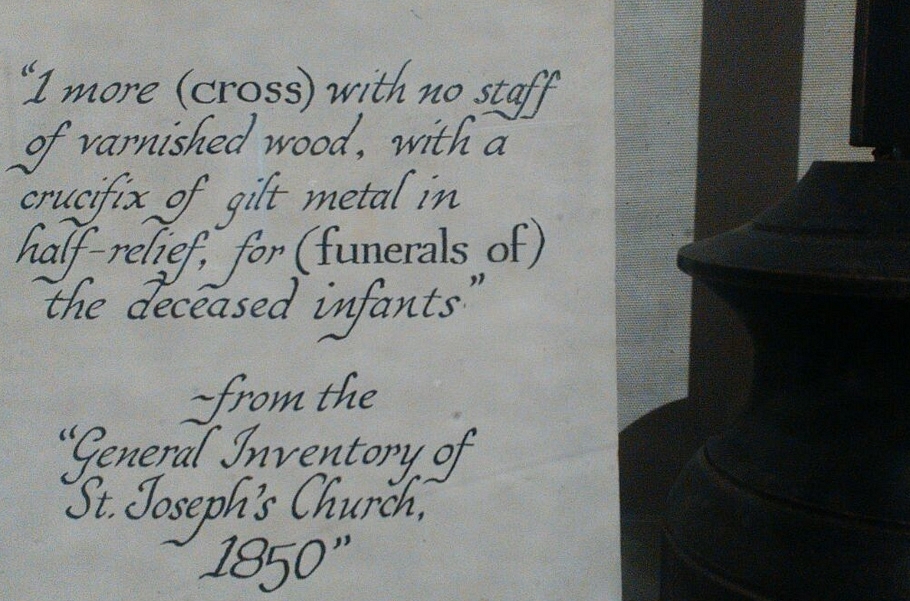 “1 more (cross) with no staff
of varnished wood, with a
crucifix of gilt metal in
half-relief, for (funerals of)
the deceased infants”
~from the
“General Inventory of
St. Joseph’s Church,
1850”